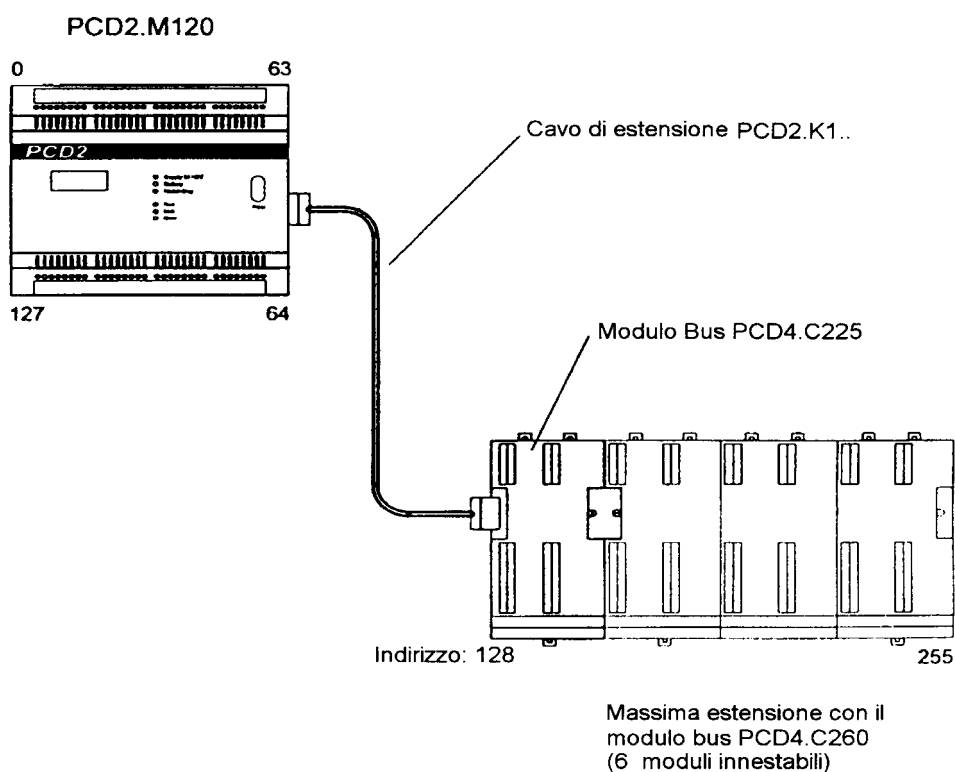 PCD2.M120
0 63
Cavo di estensione PCD2.K1..
PCD2
127 64
Modulo Bus PCD4.C225
Indirizzo: 128 255
Massima estensione con il
modulo bus PCD4.C260
(6 moduli innestabili)